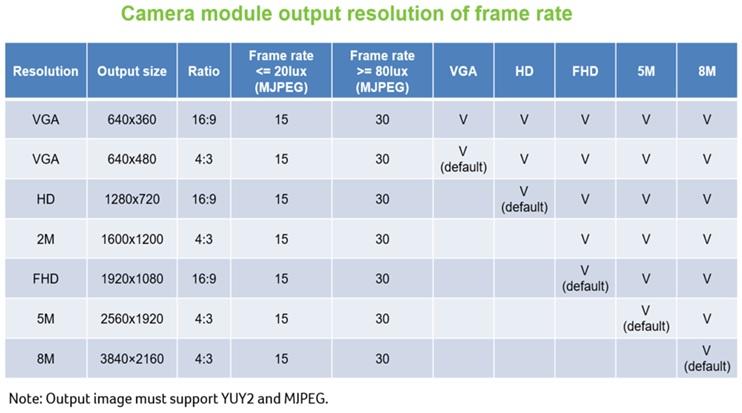 Camera module output resolution of frame rate
Resolution Output size Ratio Frame rate <= 20lux (MJPEG) Frame rate >= 80lux (MJPEG) VGA HD FHD 5M 8M
VGA 640x360 16:9 15 30 V V V V V
VGA 640x480 4:3 15 30 V (default) V V V V
HD 1280x720 16:9 15 30 V (default) V V V
2M 1600x1200 4:3 15 30 V V V
FHD 1920x1080 16:9 15 30 V (default) V V
5M 2560x1920 4:3 15 30 V (default) V
8M 3840×2160 4:3 15 30 V (default)
Note: Output image must support YUY2 and MJPEG.